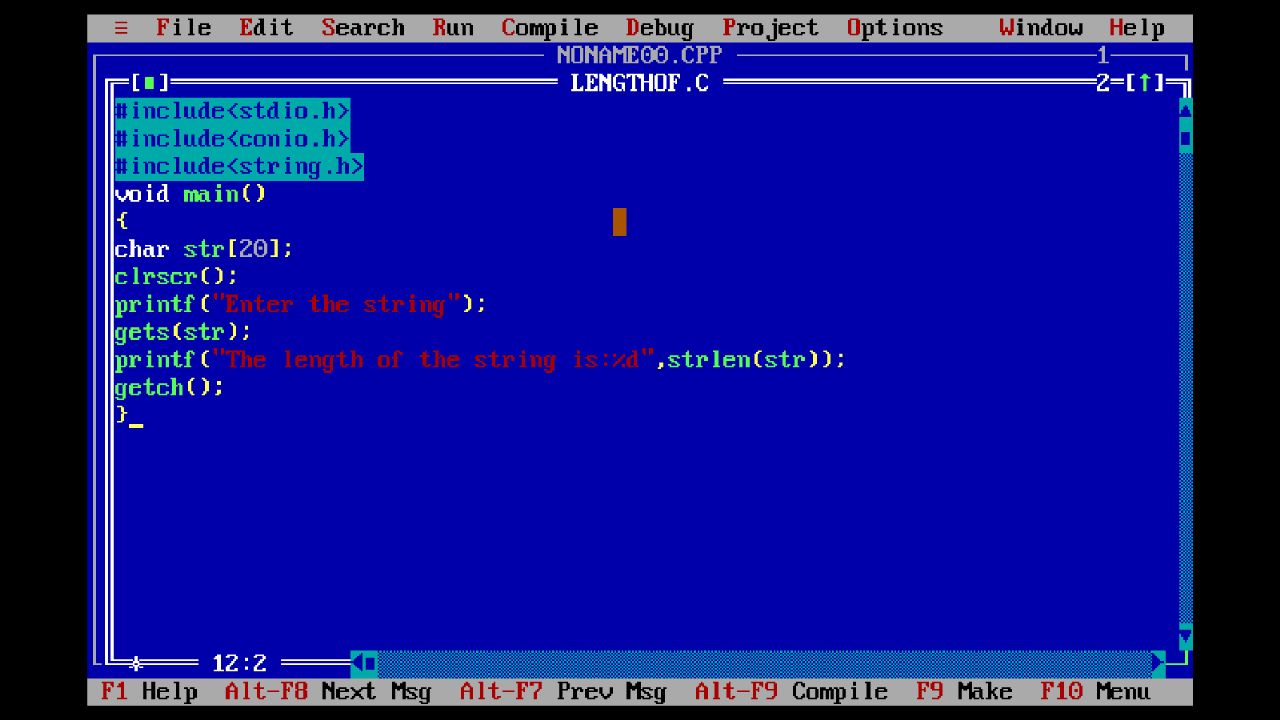 ≡ File Edit Search Run Compile Debug Project Options Window Help
NONAME00.CPP 1
[■] LENGTHOF.C 2=[↑]
#include<stdio.h>
#include<conio.h>
#include<string.h>
void main()
{
char str[20];
clrscr();
printf("Enter the string");
gets(str);
printf("The length of the string is:%d",strlen(str));
getch();
}
12:2
F1 Help Alt-F8 Next Msg Alt-F7 Prev Msg Alt-F9 Compile F9 Make F10 Menu